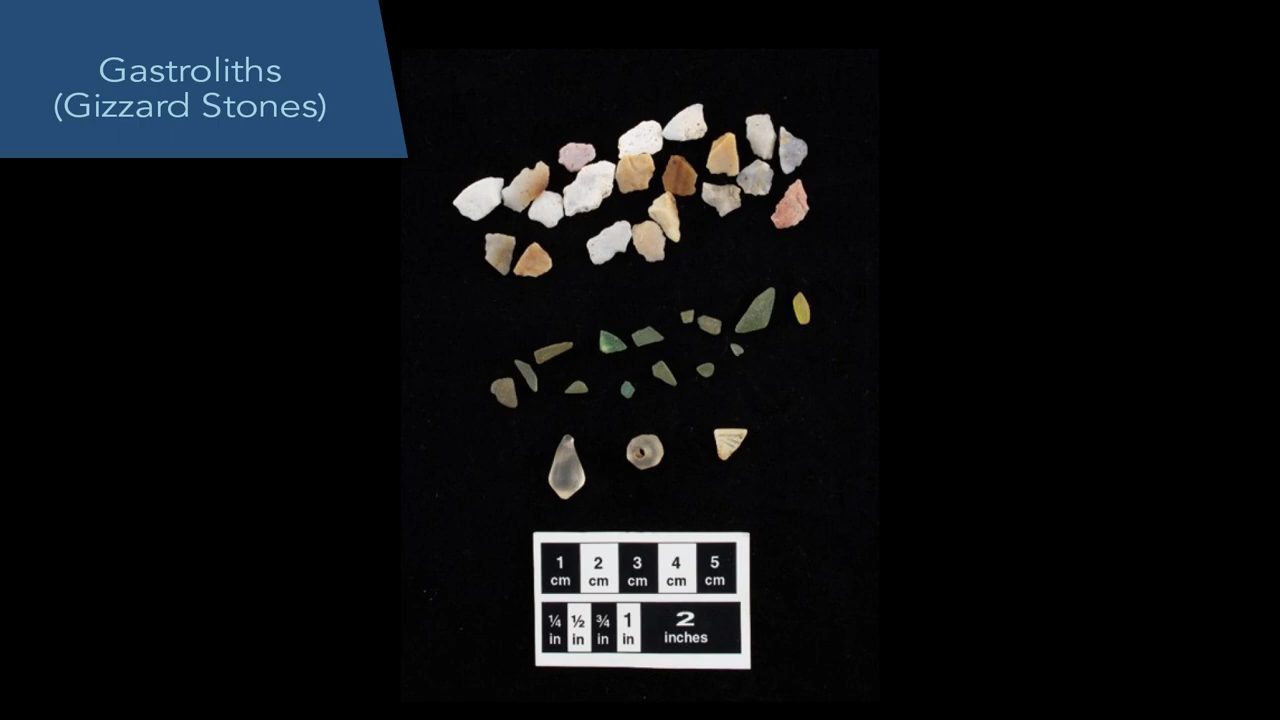 Gastroliths
(Gizzard Stones)
1 2 3 4 5
cm cm cm cm cm
¼ ½ ¾ 1 2
in in in in inches